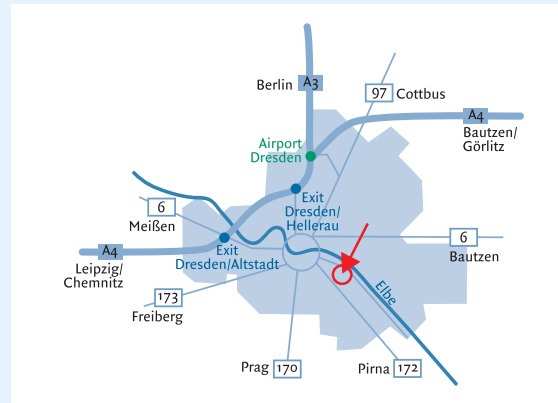 Berlin A3
97 Cottbus
A4
Bautzen/
Görlitz
Airport
Dresden
Exit
Dresden/
Hellerau
6
Meißen
6
Bautzen
Exit
Dresden/Altstadt
A4
Leipzig/
Chemnitz
173
Freiberg
Elbe
Prag 170
Pirna 172